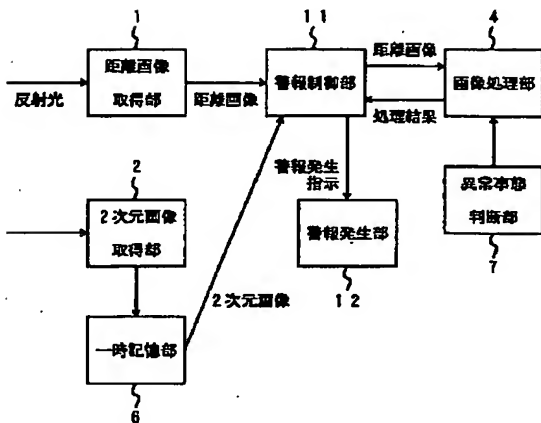 1
11
4
距離画像
取得部
警報制御部
距離画像
画像処理部
反射光
距離画像
処理結果
2
警報発生
指示
2次元画像
取得部
警報発生部
異常事態
判断部
7
12
2次元画像
一時記憶部
6